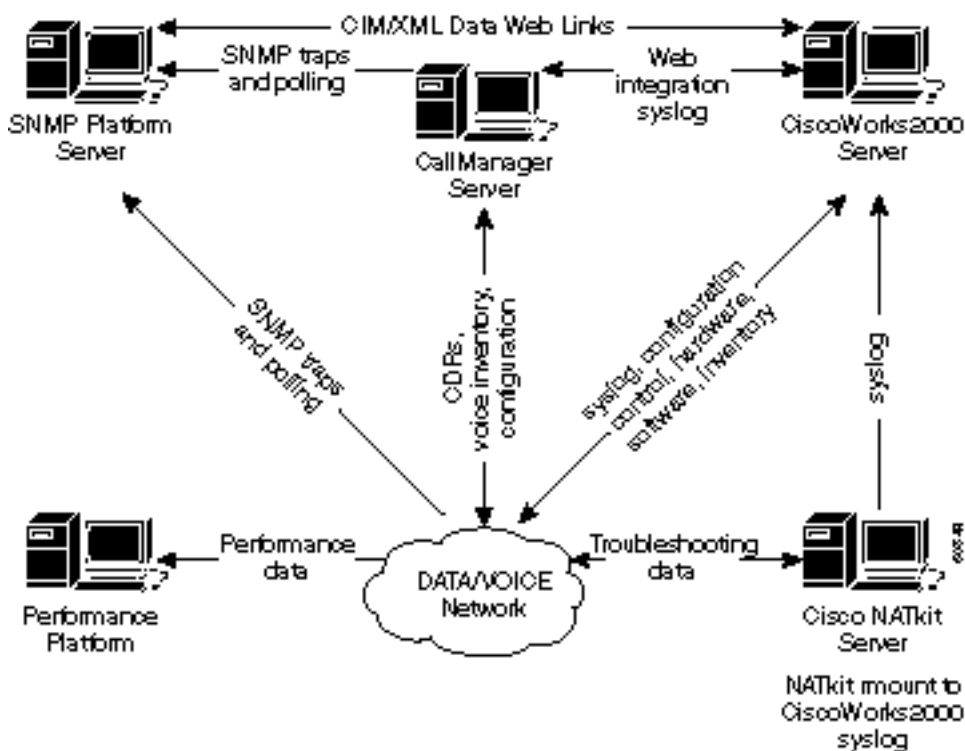 CIM/XML Data Web Links
SNMP traps
and polling
Web
integration
syslog
SNMP Platform
Server
CallManager
Server
CiscoWorks2000
Server
SNMP traps
and polling
CDRs,
voice inventory,
configuration
syslog, configuration
control, hardware,
software, inventory
syslog
Performance
data
DATA/VOICE
Network
Troubleshooting
data
Performance
Platform
Cisco NATkit
Server
NATkit mount to
CiscoWorks2000
syslog